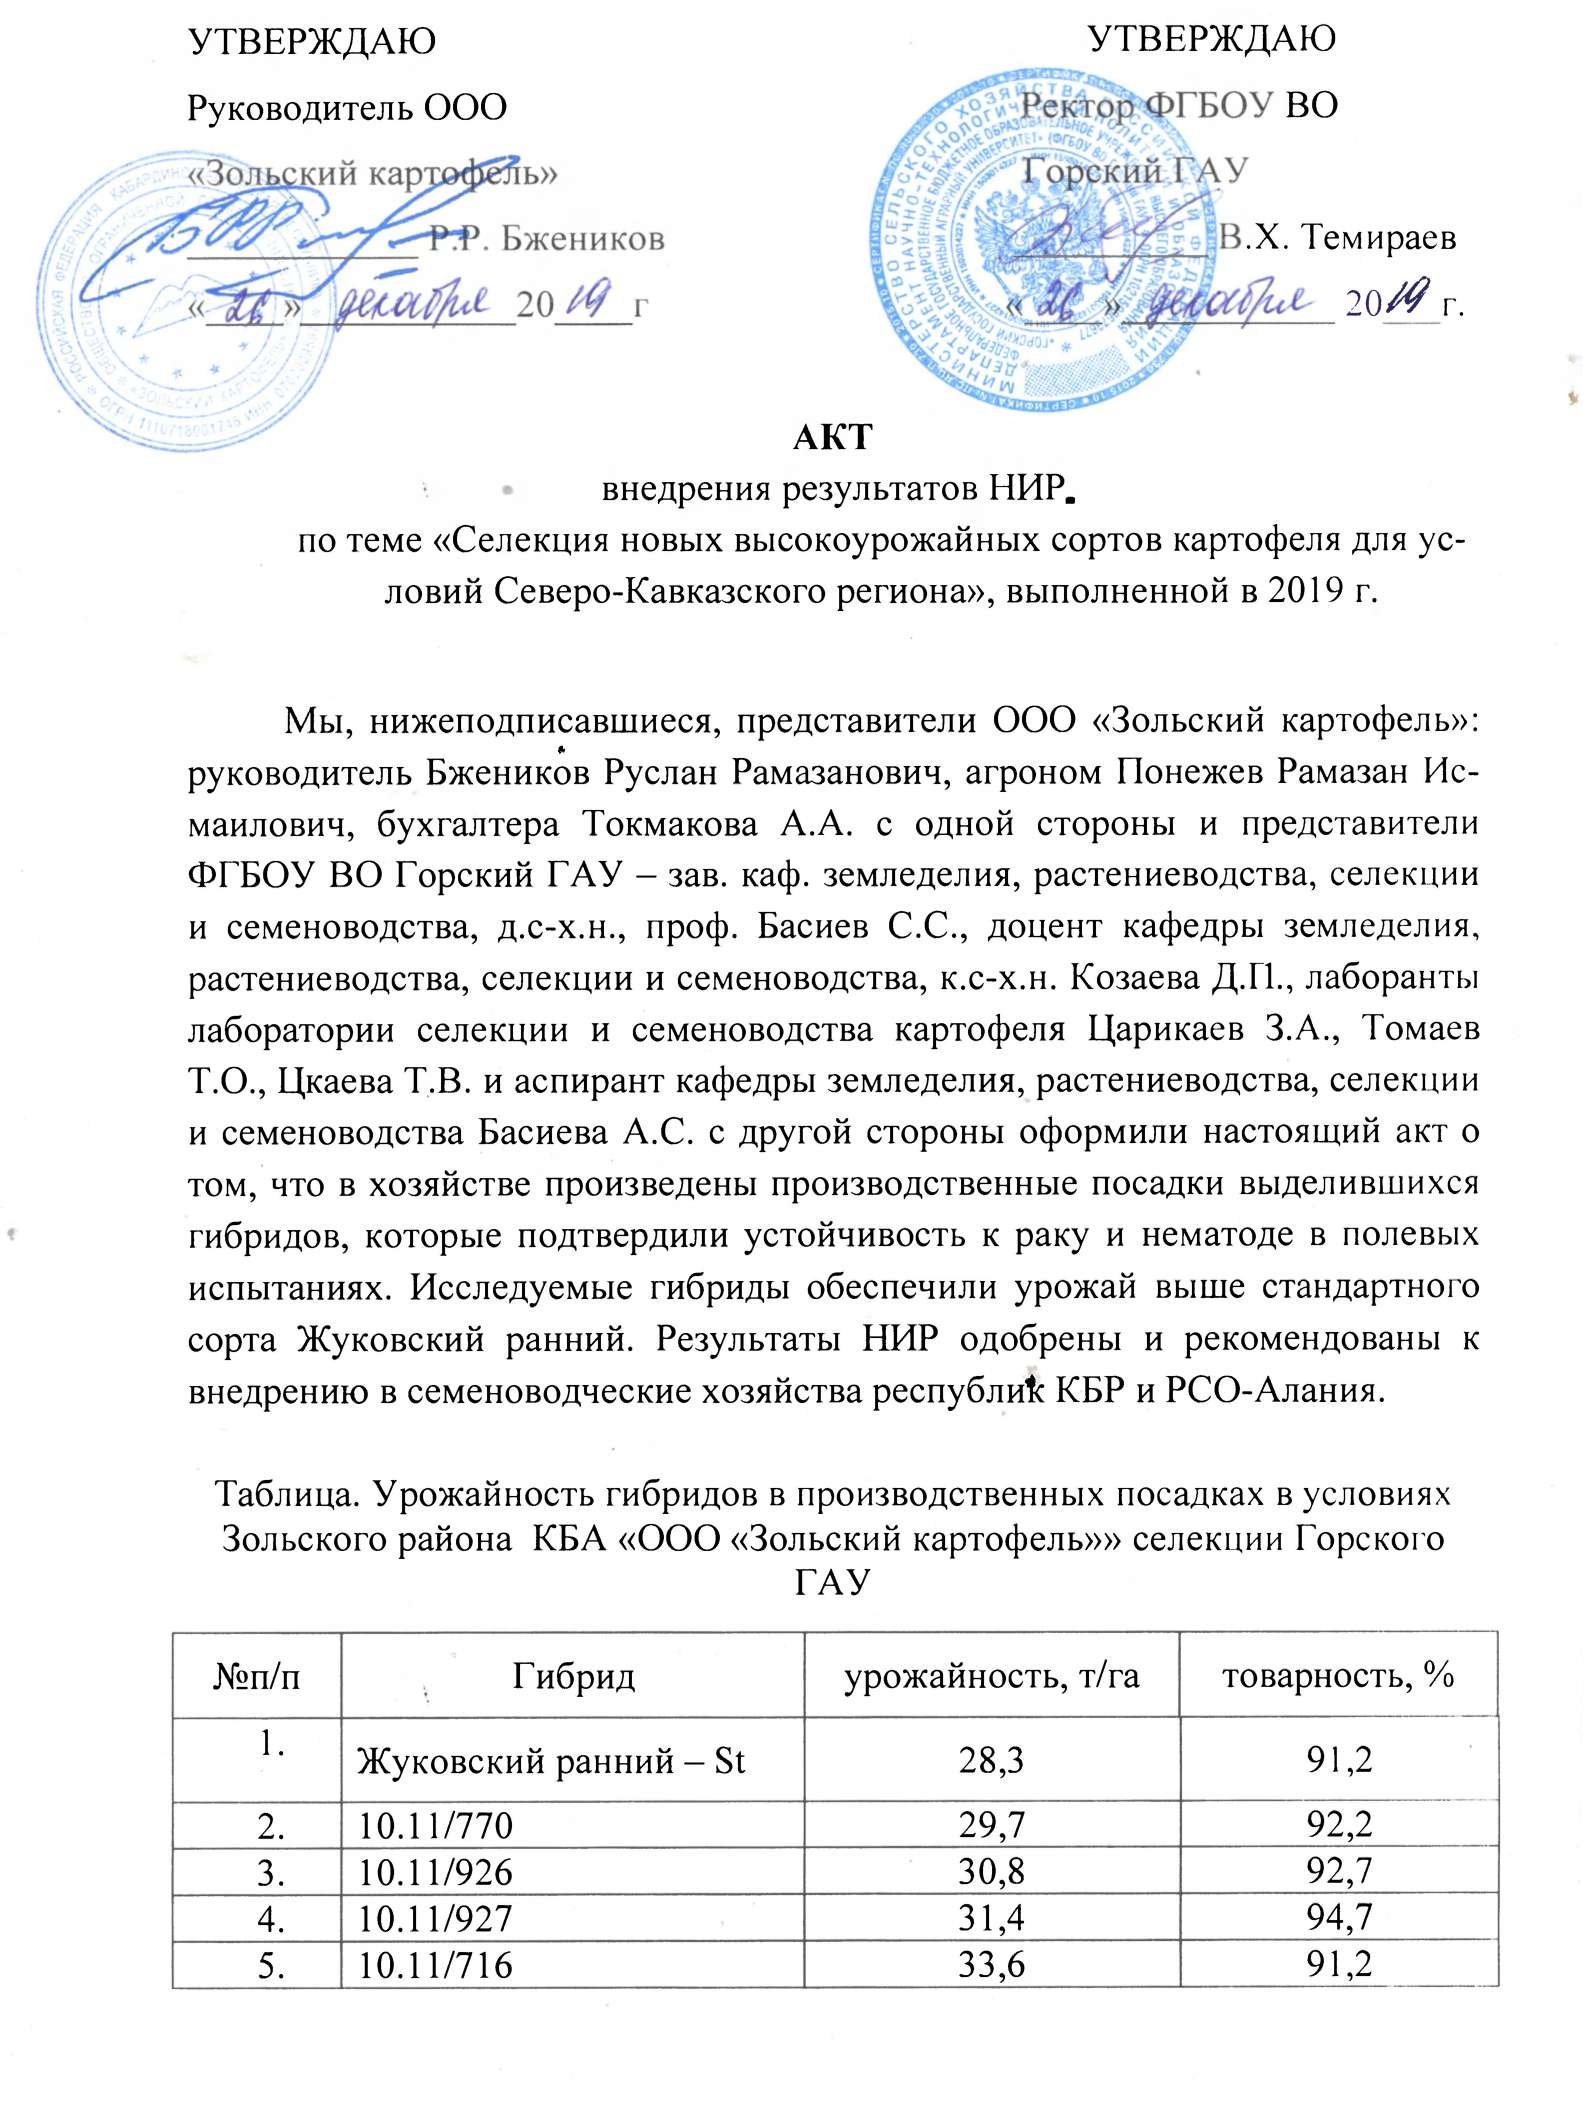 УТВЕРЖДАЮ
Руководитель ООО
«Зольский картофель»
Р.Р. Бжеников
«26» декабря 2019 г
УТВЕРЖДАЮ
Ректор ФГБОУ ВО
Горский ГАУ
В.Х. Темираев
«26» декабря 2019 г.
АКТ
внедрения результатов НИР.
по теме «Селекция новых высокоурожайных сортов картофеля для ус-
ловий Северо-Кавказского региона», выполненной в 2019 г.
Мы, нижеподписавшиеся, представители ООО «Зольский картофель»:
руководитель Бжеников Руслан Рамазанович, агроном Понежев Рамазан Ис-
маилович, бухгалтера Токмакова А.А. с одной стороны и представители
ФГБОУ ВО Горский ГАУ – зав. каф. земледелия, растениеводства, селекции
и семеноводства, д.с-х.н., проф. Басиев С.С., доцент кафедры земледелия,
растениеводства, селекции и семеноводства, к.с-х.н. Козаева Д.П., лаборанты
лаборатории селекции и семеноводства картофеля Царикаев З.А., Томаев
Т.О., Цкаева Т.В. и аспирант кафедры земледелия, растениеводства, селекции
и семеноводства Басиева А.С. с другой стороны оформили настоящий акт о
том, что в хозяйстве произведены производственные посадки выделившихся
гибридов, которые подтвердили устойчивость к раку и нематоде в полевых
испытаниях. Исследуемые гибриды обеспечили урожай выше стандартного
сорта Жуковский ранний. Результаты НИР одобрены и рекомендованы к
внедрению в семеноводческие хозяйства республик КБР и РСО-Алания.
Таблица. Урожайность гибридов в производственных посадках в условиях
Зольского района КБА «ООО «Зольский картофель»» селекции Горского
ГАУ
№п/п Гибрид урожайность, т/га товарность, %
1. Жуковский ранний – St 28,3 91,2
2. 10.11/770 29,7 92,2
3. 10.11/926 30,8 92,7
4. 10.11/927 31,4 94,7
5. 10.11/716 33,6 91,2